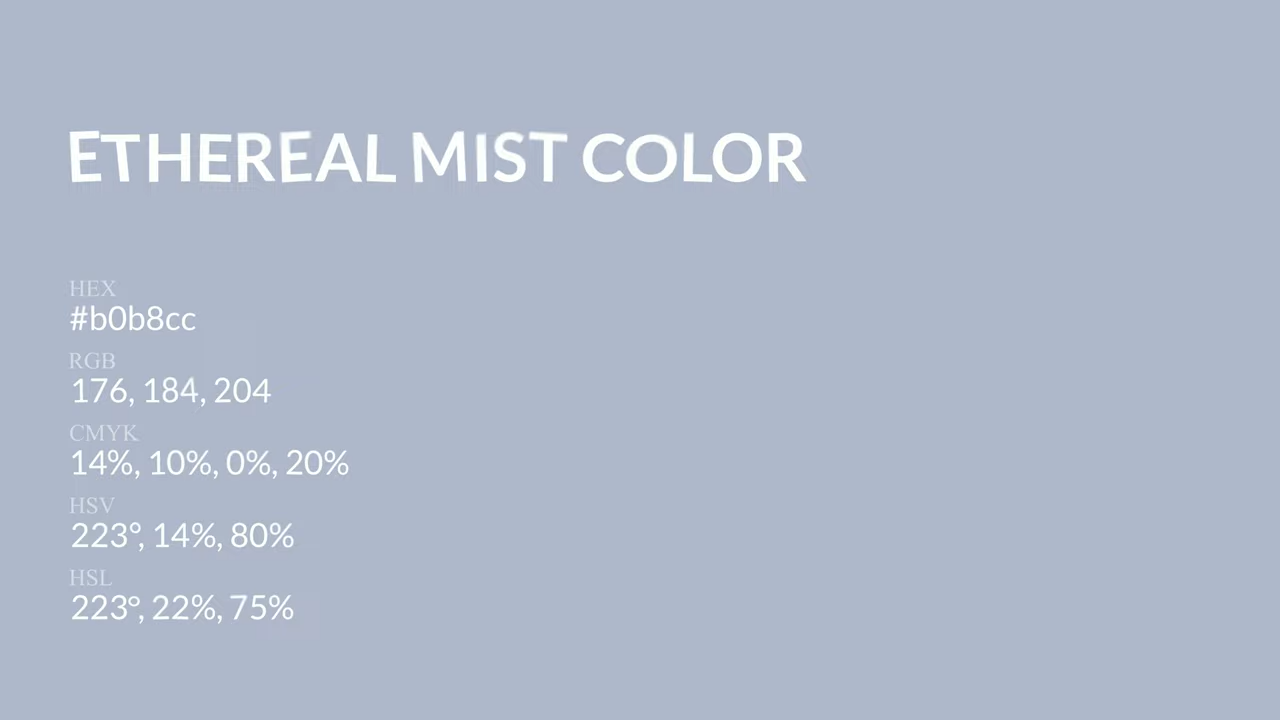 ETHEREAL MIST COLOR
HEX
#b0b8cc
RGB
176, 184, 204
CMYK
14%, 10%, 0%, 20%
HSV
223°, 14%, 80%
HSL
223°, 22%, 75%